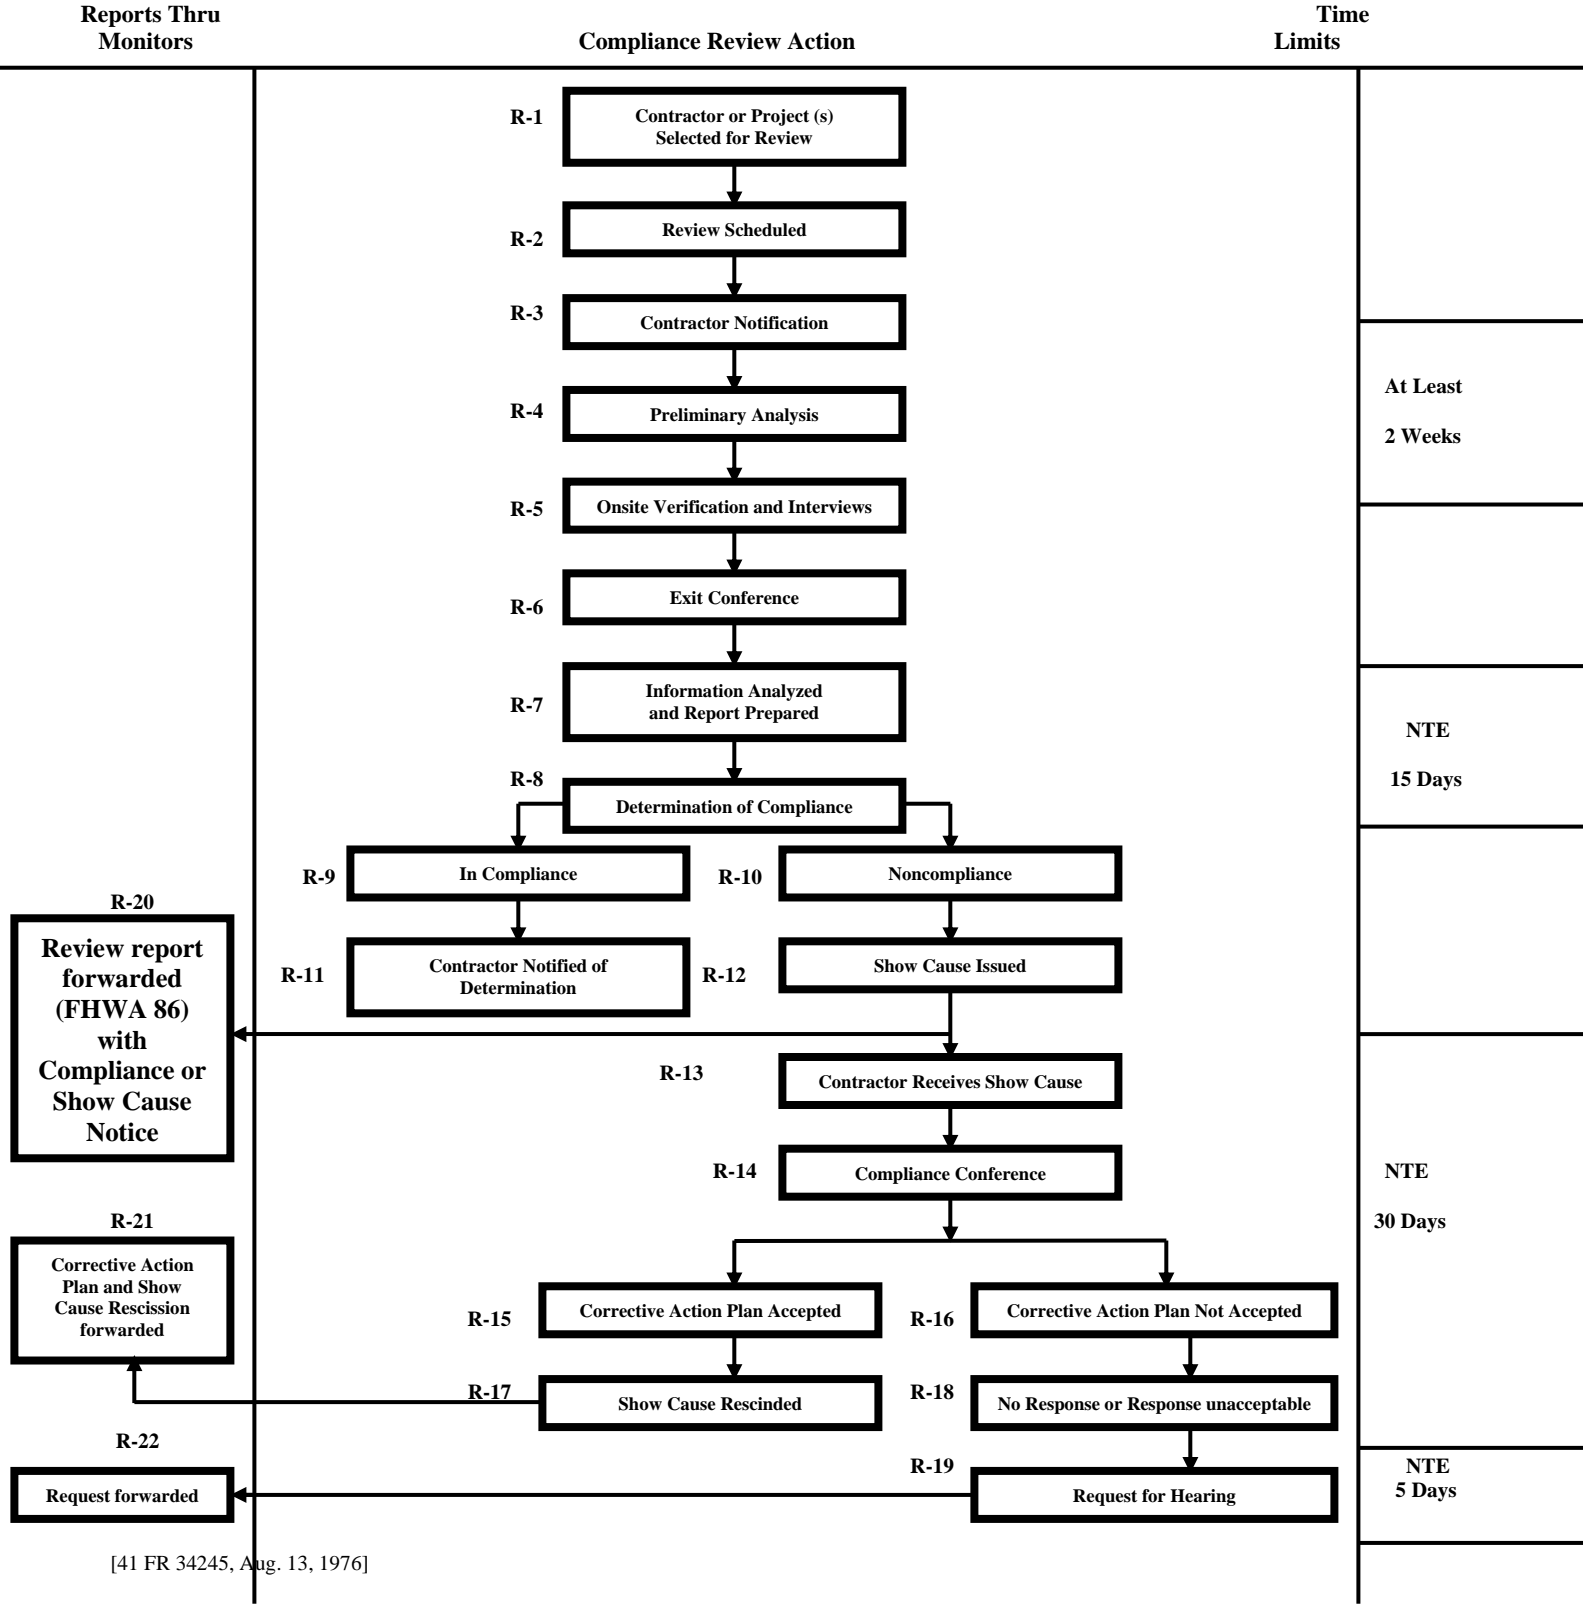 Reports Thru
Monitors
Compliance Review Action
Time
Limits
R-1
Contractor or Project (s)
Selected for Review
R-2
Review Scheduled
R-3
Contractor Notification
At Least
2 Weeks
R-4
Preliminary Analysis
R-5
Onsite Verification and Interviews
R-6
Exit Conference
R-7
Information Analyzed
and Report Prepared
NTE
15 Days
R-8
Determination of Compliance
R-9
In Compliance
R-10
Noncompliance
R-20
Review report
forwarded
(FHWA 86)
with
Compliance or
Show Cause
Notice
R-11
Contractor Notified of
Determination
R-12
Show Cause Issued
R-13
Contractor Receives Show Cause
R-14
Compliance Conference
NTE
30 Days
R-21
Corrective Action
Plan and Show
Cause Rescission
forwarded
R-15
Corrective Action Plan Accepted
R-16
Corrective Action Plan Not Accepted
R-17
Show Cause Rescinded
R-18
No Response or Response unacceptable
R-22
Request forwarded
R-19
Request for Hearing
NTE
5 Days
[41 FR 34245, Aug. 13, 1976]